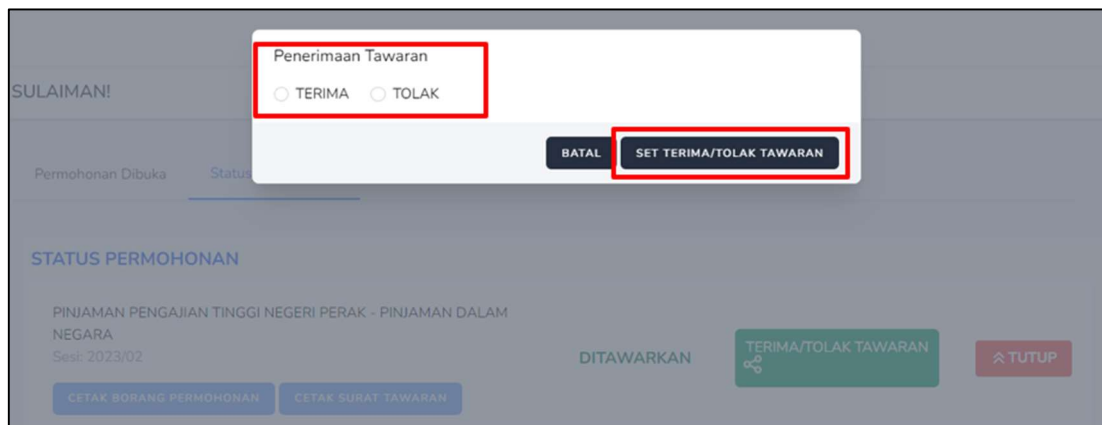 Penerimaan Tawaran
TERIMA TOLAK
BATAL SET TERIMA/TOLAK TAWARAN
SULAIMAN!
Permohonan Dibuka Status
STATUS PERMOHONAN
PINJAMAN PENGAJIAN TINGGI NEGERI PERAK - PINJAMAN DALAM
NEGARA
Sesi: 2023/02
CETAK BORANG PERMOHONAN CETAK SURAT TAWARAN
DITAWARKAN
TERIMA/TOLAK TAWARAN
TUTUP